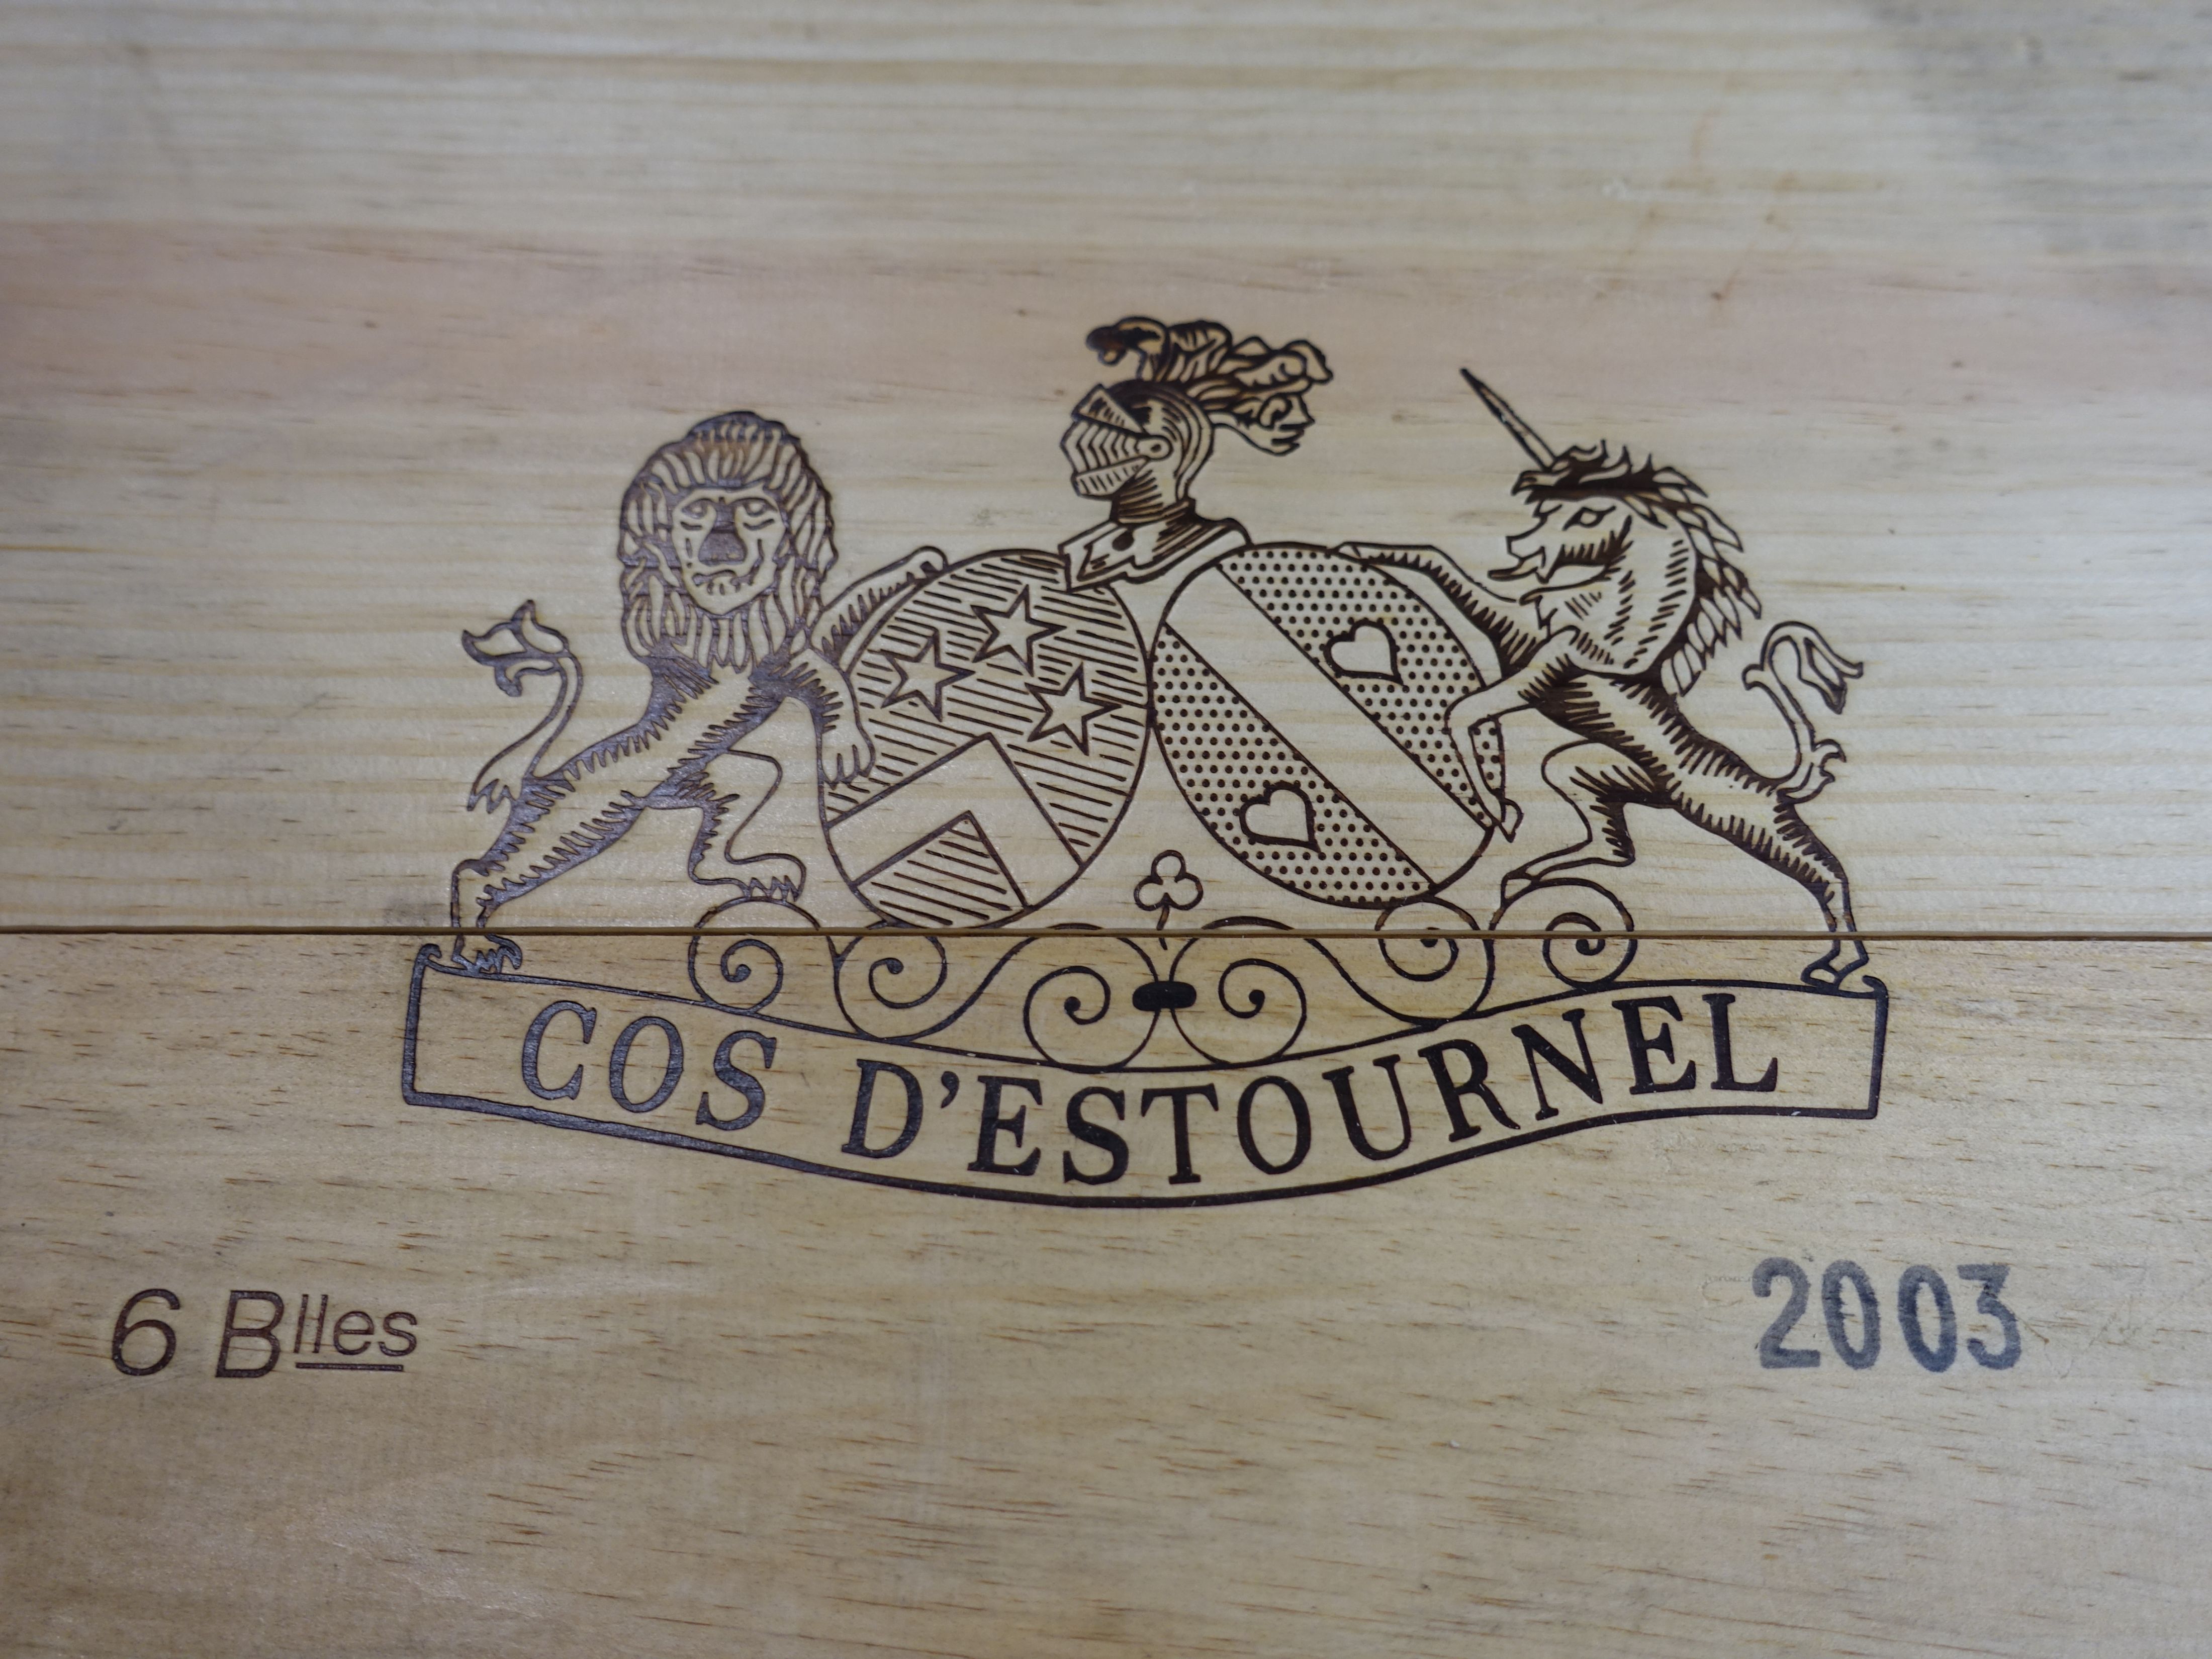 COS D'ESTOURNEL
6 Blles
2003